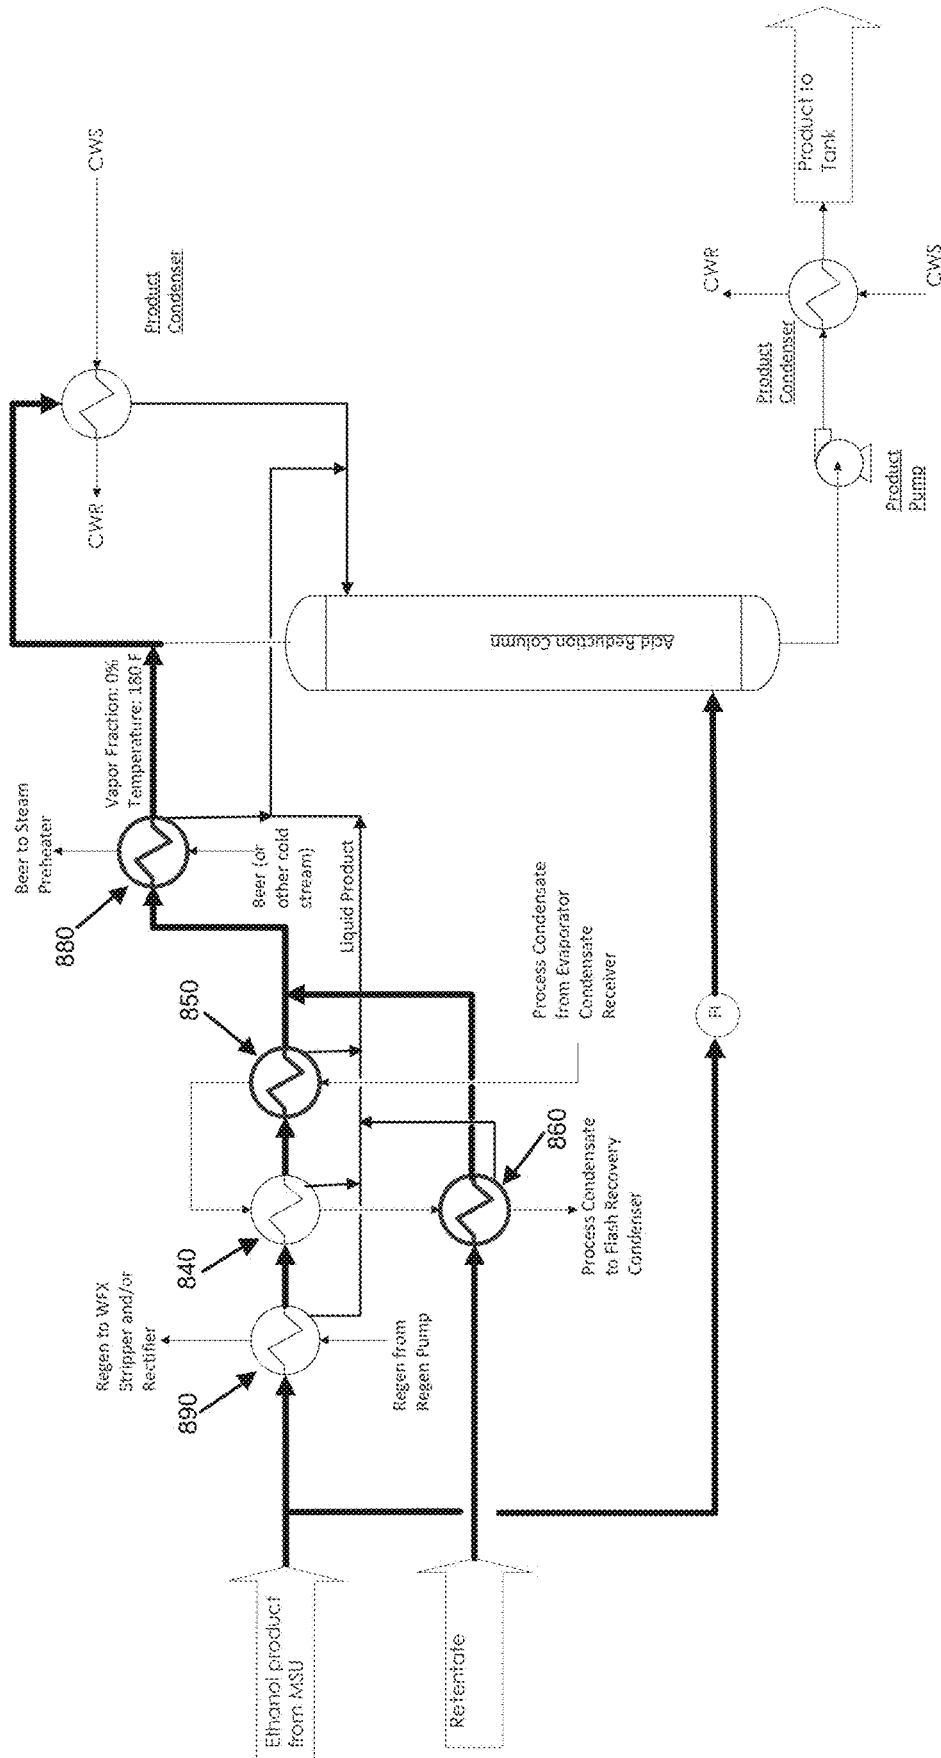 Ethanol product
from MSU
Retentate
890
Regen to WFX
Stripper and/or
Rectifier
Regen from
Regen Pump
840
850
860
Process Condensate
to Flash Recovery
Condenser
Process Condensate
from Evaporator
Condensate
Receiver
Liquid Product
880
Beer to Steam
Preheater
Beer (or
other cold
stream)
Vapor Fraction: 0%
Temperature: 180 F
CWR
CWS
Product
Condenser
Acid Reduction Column
FI
Product
Pump
Product
Condenser
CWR
CWS
Product to
Tank